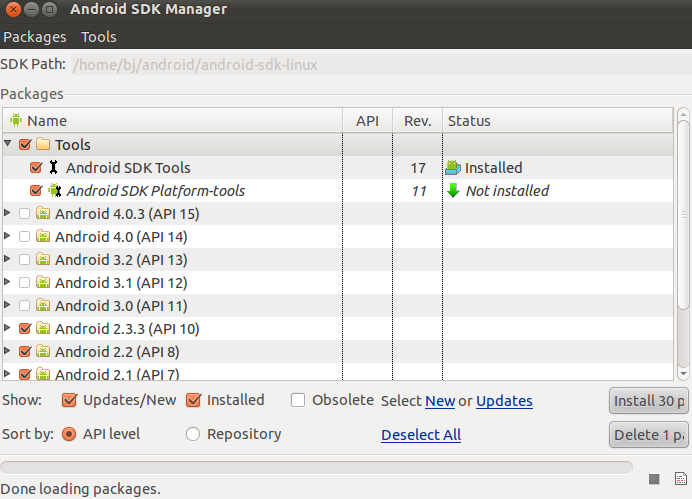 Android SDK Manager
Packages Tools
SDK Path: /home/bj/android/android-sdk-linux
Packages
Name API Rev. Status
Tools
Android SDK Tools 17 Installed
Android SDK Platform-tools 11 Not installed
Android 4.0.3 (API 15)
Android 4.0 (API 14)
Android 3.2 (API 13)
Android 3.1 (API 12)
Android 3.0 (API 11)
Android 2.3.3 (API 10)
Android 2.2 (API 8)
Android 2.1 (API 7)
Show: Updates/New Installed Obsolete Select New or Updates Install 30 p
Sort by: API level Repository Deselect All Delete 1 pa
Done loading packages.